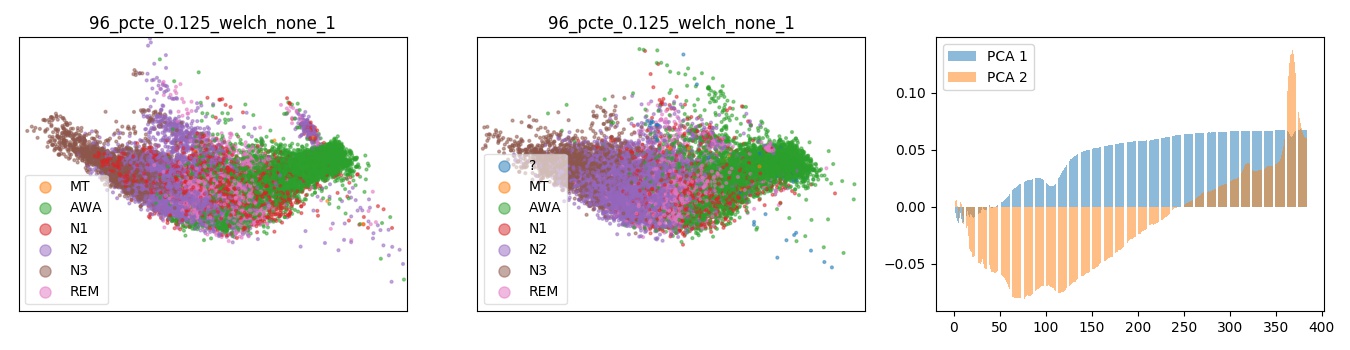 96_pcte_0.125_welch_none_1
MT
AWA
N1
N2
N3
REM
96_pcte_0.125_welch_none_1
?
MT
AWA
N1
N2
N3
REM
PCA 1
PCA 2
0.10
0.05
0.00
−0.05
0 50 100 150 200 250 300 350 400